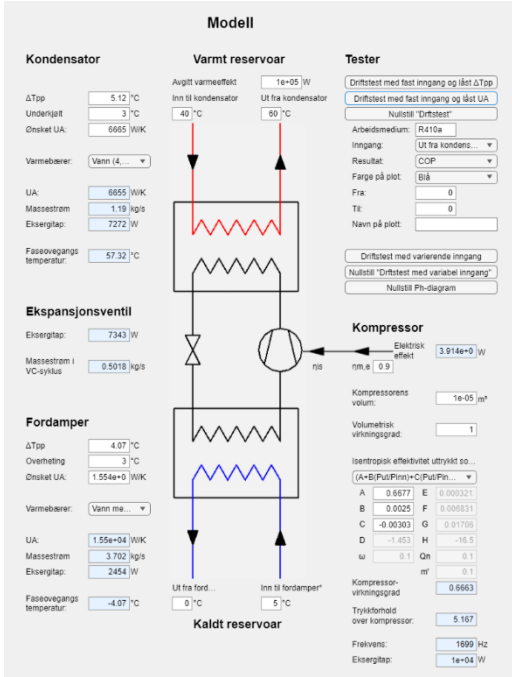 Modell
Kondensator
ΔTpp 5.12 °C
Underkjølt 3 °C
Ønsket UA: 6665 W/K
Varmebærer: Vann (4,...
UA: 6655 W/K
Massestrøm 1.19 kg/s
Eksergitap: 7272 W
Faseovegangs
temperatur: 57.32 °C
Ekspansjonsventil
Eksergitap: 7343 W
Massestrøm i
VC-syklus 0.5018 kg/s
Fordamper
ΔTpp 4.07 °C
Overheting 3 °C
Ønsket UA: 1.554e+0 W/K
Varmebærer: Vann me...
UA: 1.55e+04 W/K
Massestrøm 3.702 kg/s
Eksergitap: 2454 W
Faseovegangs
temperatur: -4.07 °C
Varmt reservoar
Avgitt varmeeffekt 1e+05 W
Inn til kondensator Ut fra kondensator
40 °C 60 °C
ηis ηm,e 0.9
Ut fra ford... Inn til fordamper*
0 °C 5 °C
Kaldt reservoar
Tester
Driftstest med fast inngang og låst ΔTpp
Driftstest med fast inngang og låst UA
Nullstill "Drftstest"
Arbeidsmedium: R410a
Inngang: Ut fra kondens...
Resultat: COP
Farge på plot: Blå
Fra: 0
Til: 0
Navn på plott:
Driftstest med varierende inngang
Nullstill "Drftstest med variabel inngang"
Nullstill Ph-diagram
Kompressor
Elektrisk
effekt 3.914e+0 W
Kompressorens
volum: 1e-05 m³
Volumetrisk
virkningsgrad: 1
Isentropisk effektivitet uttrykkt so...
(A+B(Put/Pinn)+C(Put/Pin...
A 0.6677 E 0.000321
B 0.0025 F 0.006831
C -0.00303 G 0.01706
D -1.453 H -16.5
ω 0.1 Qn 0.1
m' 0.1
Kompressor-
virkningsgrad 0.6663
Trykkforhold
over kompressor: 5.167
Frekvens: 1699 Hz
Eksergitap: 1e+04 W